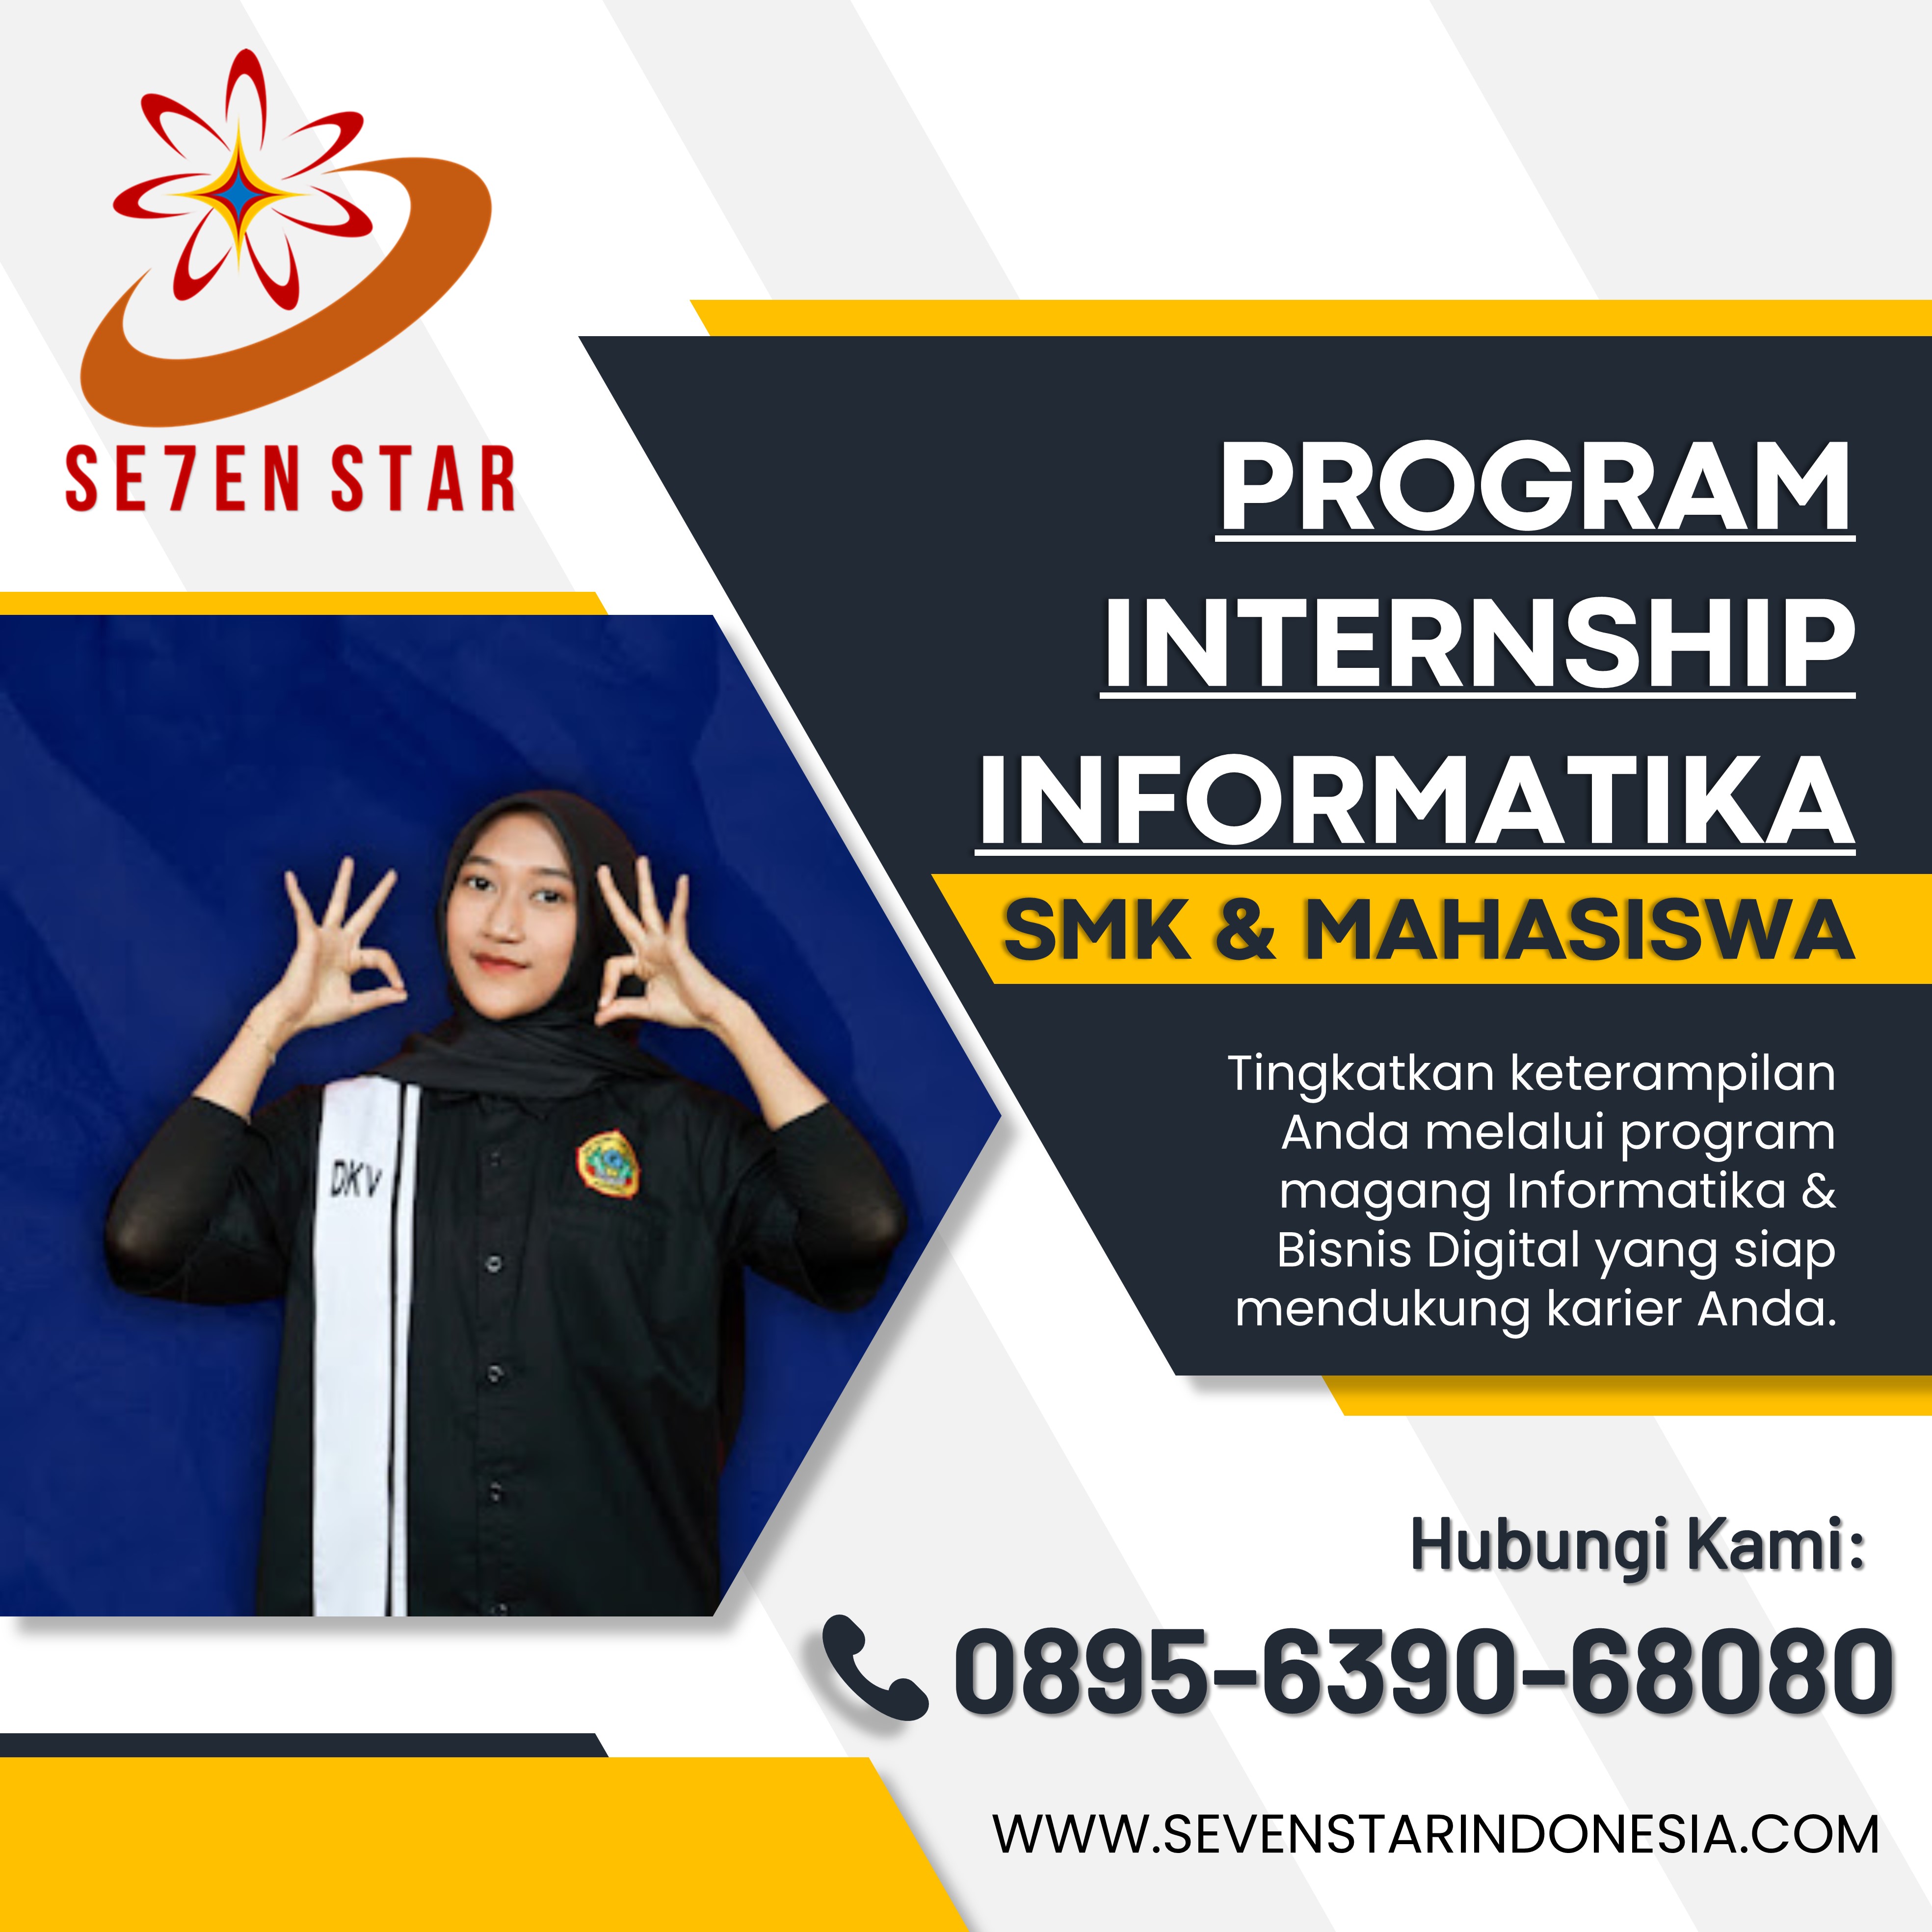 SE7EN STAR
PROGRAM
INTERNSHIP
INFORMATIKA
SMK & MAHASISWA
Tingkatkan keterampilan
Anda melalui program
magang Informatika &
Bisnis Digital yang siap
mendukung karier Anda.
DKV
Hubungi Kami:
0895-6390-68080
WWW.SEVENSTARINDONESIA.COM